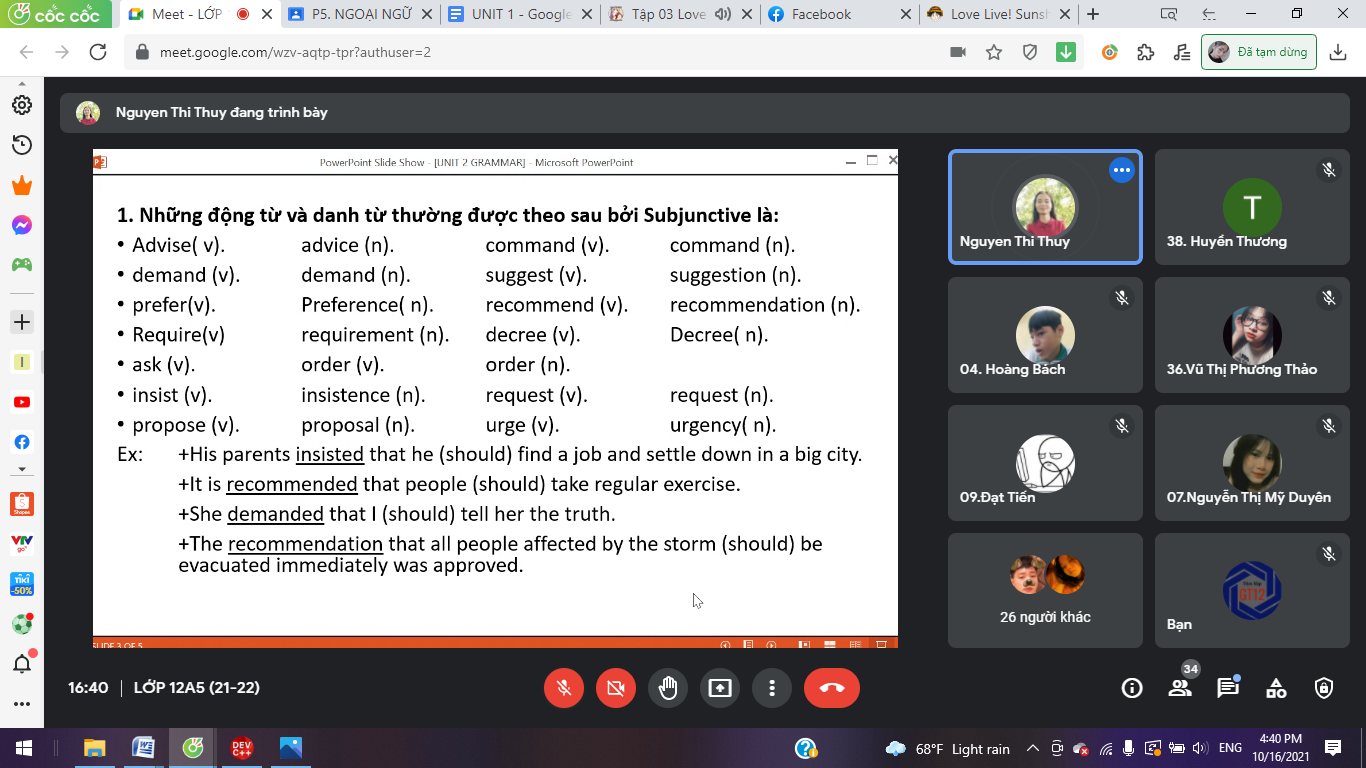 cốc cốc
Meet - LỚP
P5. NGOẠI NGỮ
UNIT 1 - Google
Tập 03 Love
Facebook
Love Live! Sunsh
meet.google.com/wzv-aqtp-tpr?authuser=2
Đã tạm dừng
Nguyen Thi Thuy đang trình bày
PowerPoint Slide Show - [UNIT 2 GRAMMAR] - Microsoft PowerPoint
1. Những động từ và danh từ thường được theo sau bởi Subjunctive là:
• Advise( v). advice (n). command (v). command (n).
• demand (v). demand (n). suggest (v). suggestion (n).
• prefer(v). Preference( n). recommend (v). recommendation (n).
• Require(v) requirement (n). decree (v). Decree( n).
• ask (v). order (v). order (n).
• insist (v). insistence (n). request (v). request (n).
• propose (v). proposal (n). urge (v). urgency( n).
Ex: +His parents insisted that he (should) find a job and settle down in a big city.
+It is recommended that people (should) take regular exercise.
+She demanded that I (should) tell her the truth.
+The recommendation that all people affected by the storm (should) be
evacuated immediately was approved.
SLIDE 3 OF 5
Nguyen Thi Thuy
T
38. Huyền Thương
04. Hoàng Bách
36.Vũ Thị Phương Thảo
09.Đạt Tiến
07.Nguyễn Thị Mỹ Duyên
26 người khác
GT12
Bạn
I
Shopee
VTV
go
TIKI
-50%
16:40 | LỚP 12A5 (21-22)
34
DEV
C++
68°F Light rain
ENG
4:40 PM
10/16/2021